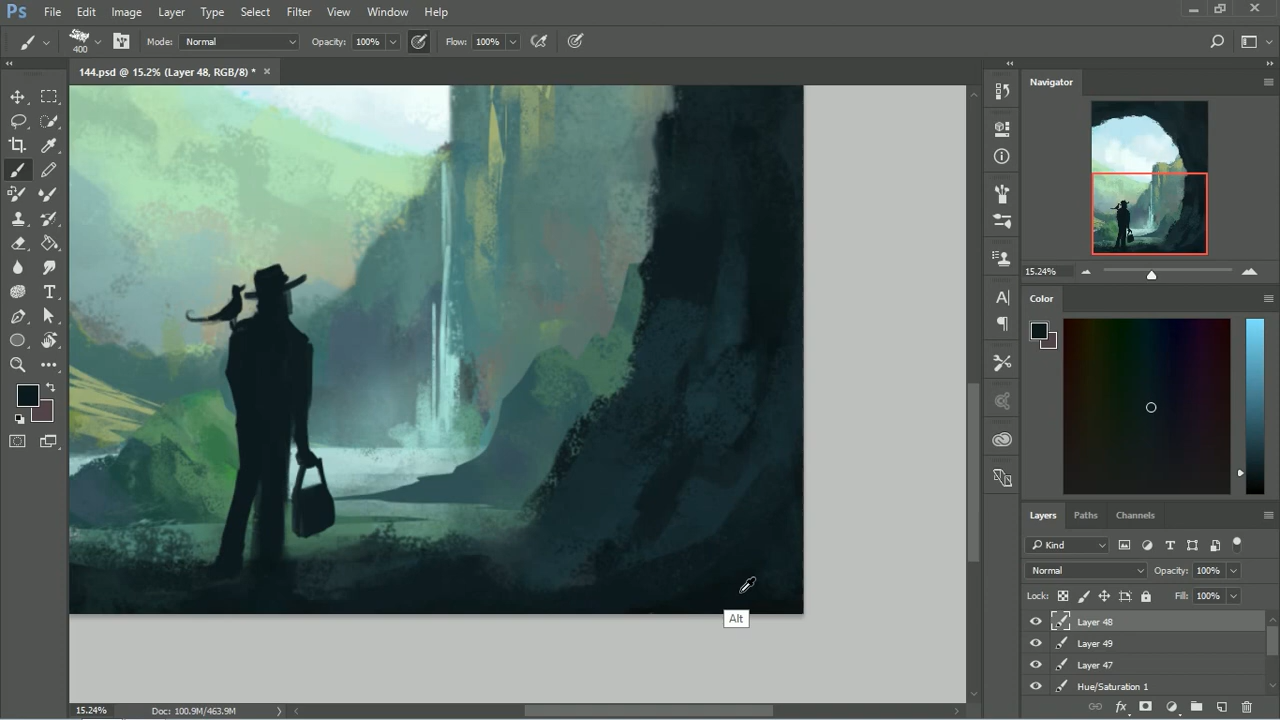 Ps File Edit Image Layer Type Select Filter View Window Help
400 Mode: Normal Opacity: 100% Flow: 100%
144.psd @ 15.2% (Layer 48, RGB/8) * ×
Navigator
15.24%
Color
Layers Paths Channels
Kind
Normal Opacity: 100%
Lock: Fill: 100%
Layer 48
Layer 49
Layer 47
Hue/Saturation 1
Alt
15.24% Doc: 100.9M/463.9M